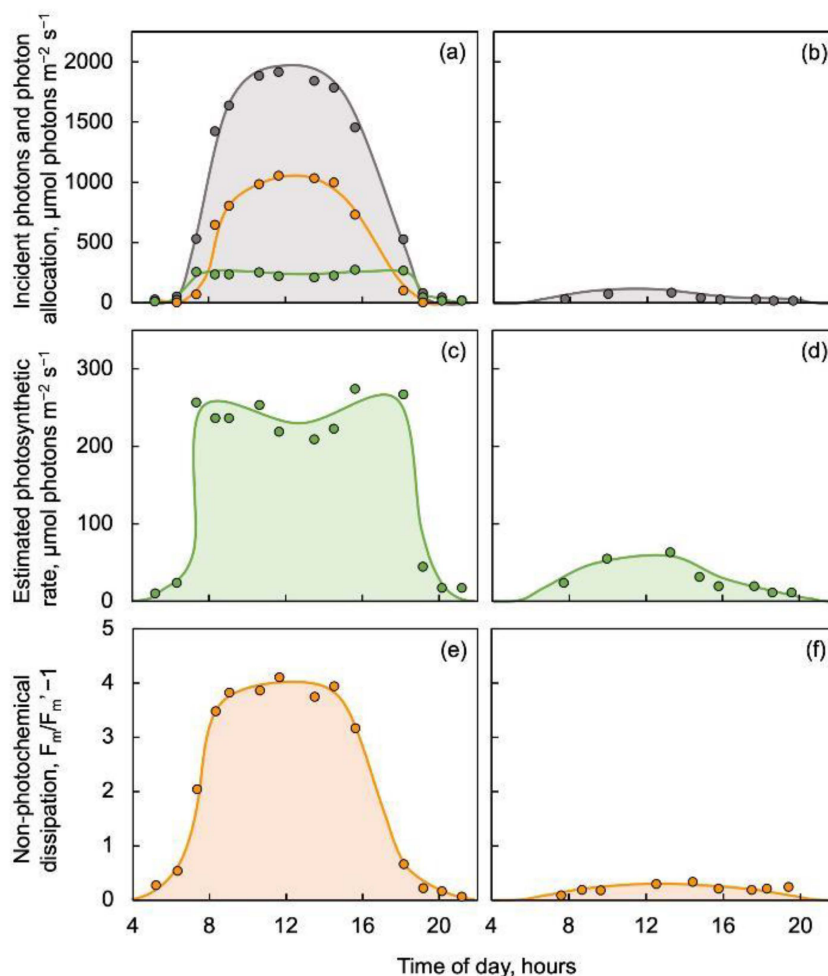 (a)
(b)
Incident photons and photon
allocation, μmol photons m⁻² s⁻¹
2000
1500
1000
500
0
(c)
(d)
Estimated photosynthetic
rate, μmol photons m⁻² s⁻¹
300
200
100
0
(e)
(f)
Non-photochemical
dissipation, Fₘ/Fₘ'−1
5
4
3
2
1
0
4 8 12 16 20 4 8 12 16 20
Time of day, hours